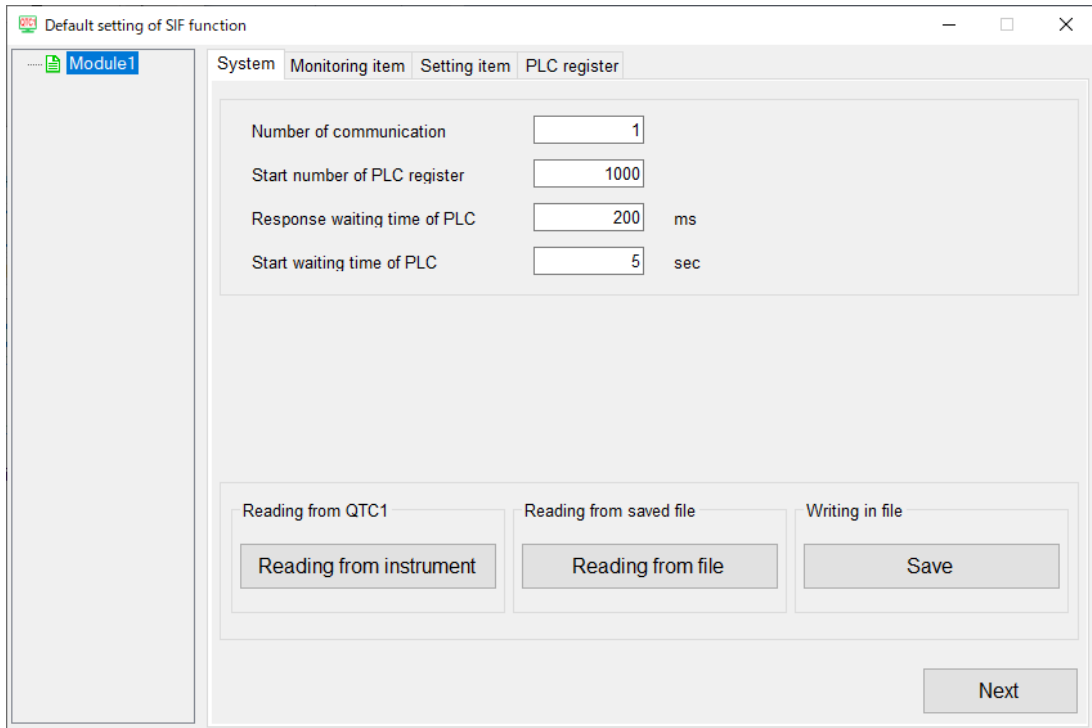 QTC1 Default setting of SIF function
Module1
System Monitoring item Setting item PLC register
Number of communication 1
Start number of PLC register 1000
Response waiting time of PLC 200 ms
Start waiting time of PLC 5 sec
Reading from QTC1 Reading from saved file Writing in file
Reading from instrument Reading from file Save
Next